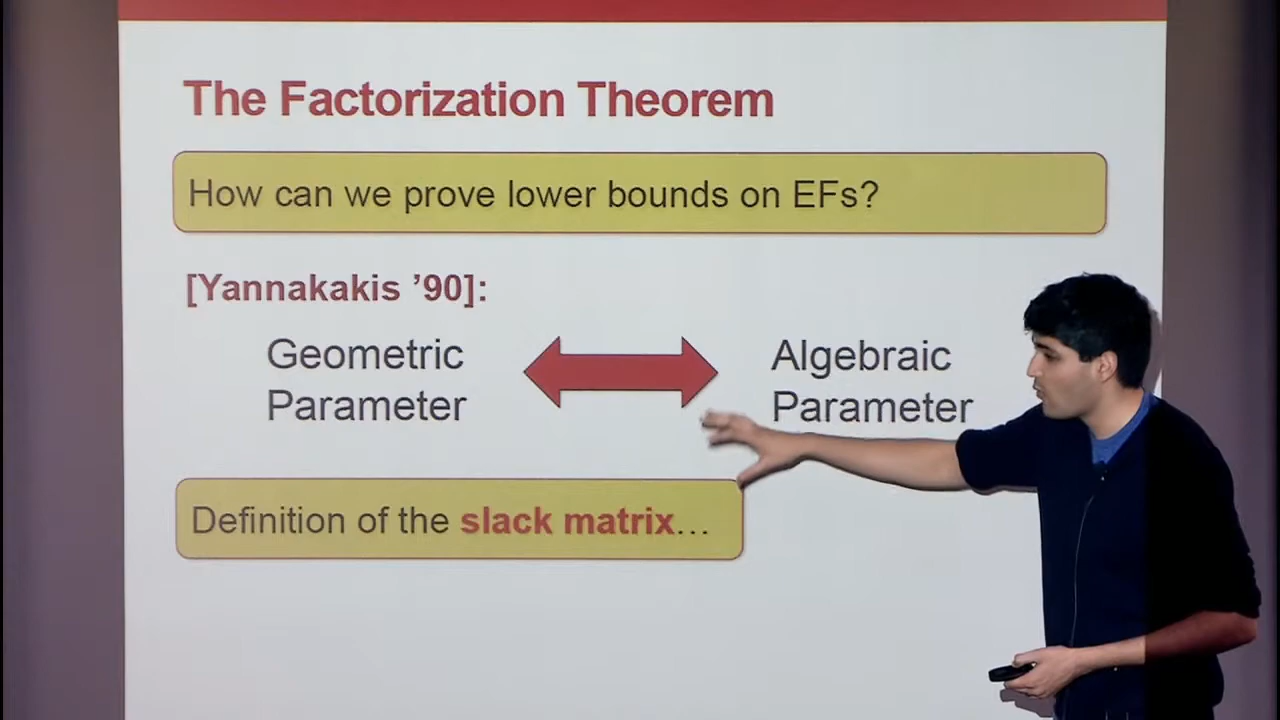 The Factorization Theorem
How can we prove lower bounds on EFs?
[Yannakakis ’90]:
Geometric
Parameter
Algebraic
Parameter
Definition of the slack matrix…